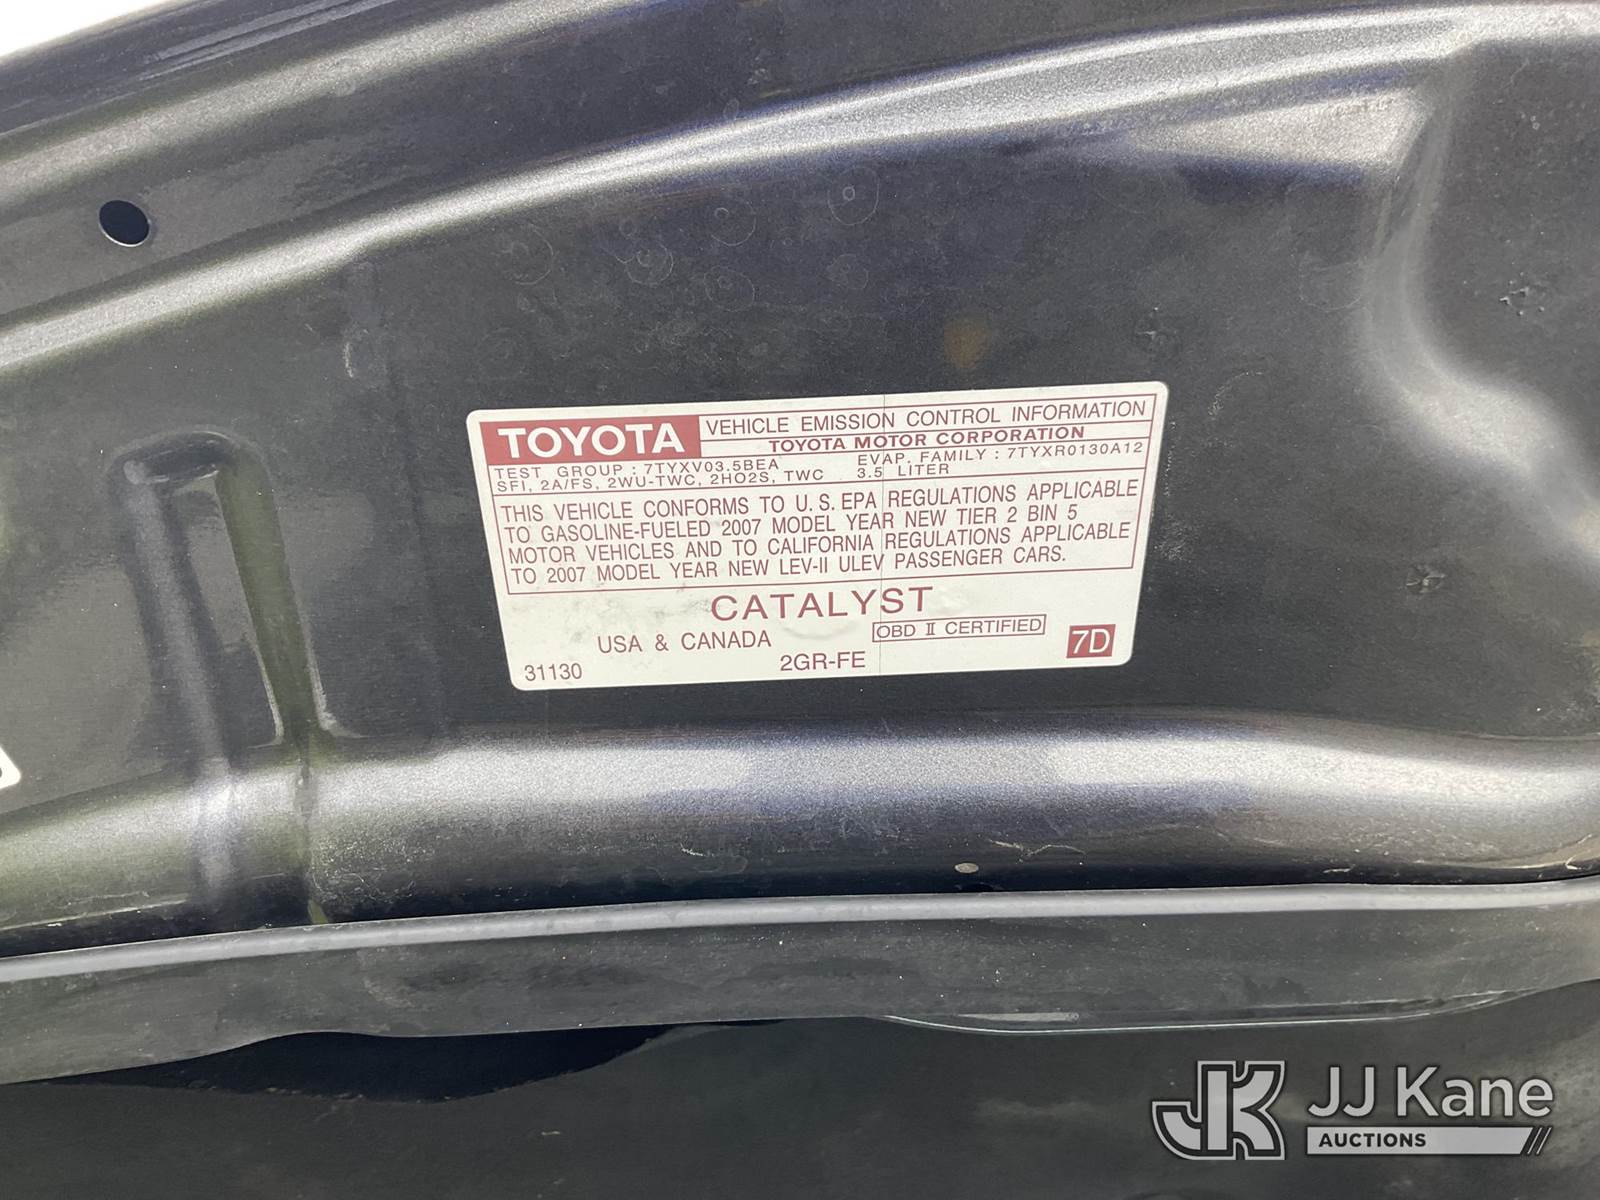 TOYOTA
VEHICLE EMISSION CONTROL INFORMATION
TOYOTA MOTOR CORPORATION
TEST GROUP : 7TYXV03.5BEA EVAP. FAMILY : 7TYXR0130A12
SFI, 2A/FS, 2WU-TWC, 2HO2S, TWC 3.5 LITER
THIS VEHICLE CONFORMS TO U.S. EPA REGULATIONS APPLICABLE
TO GASOLINE-FUELED 2007 MODEL YEAR NEW TIER 2 BIN 5
MOTOR VEHICLES AND TO CALIFORNIA REGULATIONS APPLICABLE
TO 2007 MODEL YEAR NEW LEV-II ULEV PASSENGER CARS.
CATALYST
USA & CANADA OBD II CERTIFIED 7D
31130 2GR-FE
JK JJ Kane
AUCTIONS